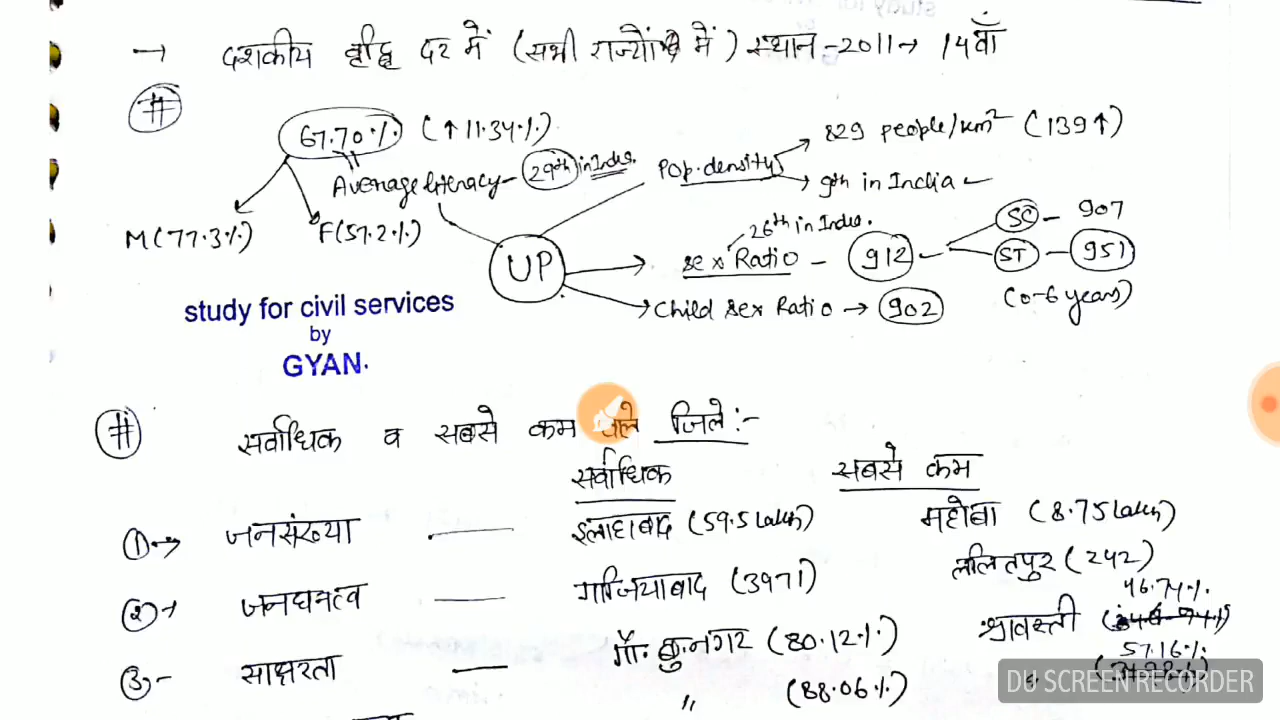 → दशकीय वृद्धि दर में (सभी राज्यों में) स्थान -2011→ 14वाँ
#
67.70% (↑11.34%)
829 people/km² (139↑)
Average literacy - 29th in India.
Pop. density
9th in India
M(77.3%)
F(57.2%)
UP
26th in India.
Sex Ratio - 912
SC - 907
ST - 951
Child Sex Ratio → 902
(0-6 years)
study for civil services
by
GYAN.
# सर्वाधिक व सबसे कम वाले जिले:-
सर्वाधिक सबसे कम
①→ जनसंख्या — इलाहाबाद (59.5 Lakh) महोबा (8.75 Lakh)
②→ जनघनत्व — गाजियाबाद (3971) ललितपुर (242)
46.74%
③- साक्षरता — गौ. बु. नगर (80.12%) श्रावस्ती
57.16%
" (88.06%) "
DU SCREEN RECORDER